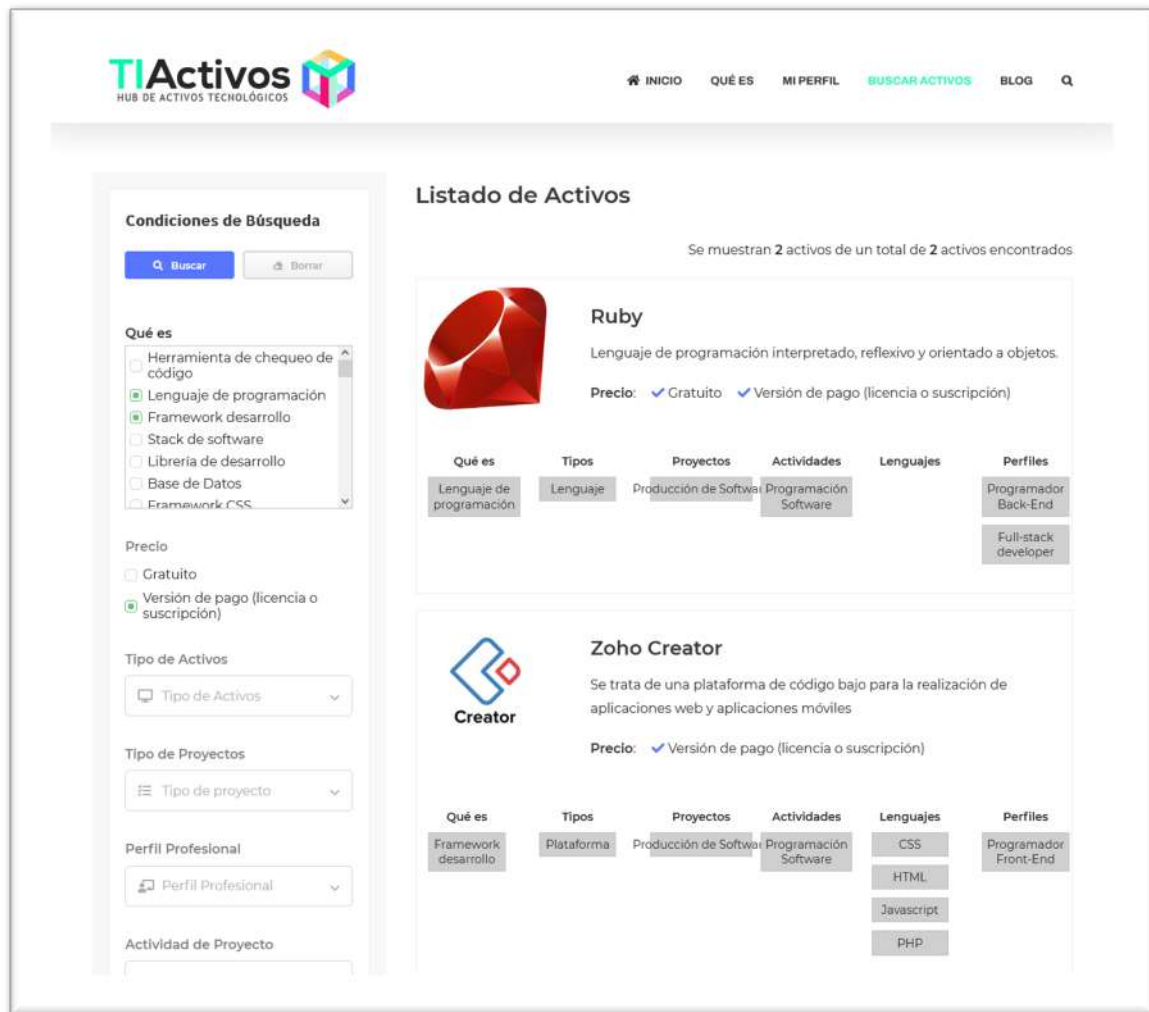 TIActivos
HUB DE ACTIVOS TECNOLÓGICOS
INICIO QUÉ ES MI PERFIL BUSCAR ACTIVOS BLOG
Condiciones de Búsqueda
Buscar Borrar
Qué es
Herramienta de chequeo de
código
Lenguaje de programación
Framework desarrollo
Stack de software
Librería de desarrollo
Base de Datos
Framework CSS
Precio
Gratuito
Versión de pago (licencia o
suscripción)
Tipo de Activos
Tipo de Activos
Tipo de Proyectos
Tipo de proyecto
Perfil Profesional
Perfil Profesional
Actividad de Proyecto
Listado de Activos
Se muestran 2 activos de un total de 2 activos encontrados
Ruby
Lenguaje de programación interpretado, reflexivo y orientado a objetos.
Precio: Gratuito Versión de pago (licencia o suscripción)
Qué es Tipos Proyectos Actividades Lenguajes Perfiles
Lenguaje de programación
Lenguaje
Producción de Softwa
Programación Software
Programador Back-End
Full-stack developer
Creator
Zoho Creator
Se trata de una plataforma de código bajo para la realización de
aplicaciones web y aplicaciones móviles
Precio: Versión de pago (licencia o suscripción)
Qué es Tipos Proyectos Actividades Lenguajes Perfiles
Framework desarrollo
Plataforma
Producción de Softwa
Programación Software
CSS
HTML
Javascript
PHP
Programador Front-End